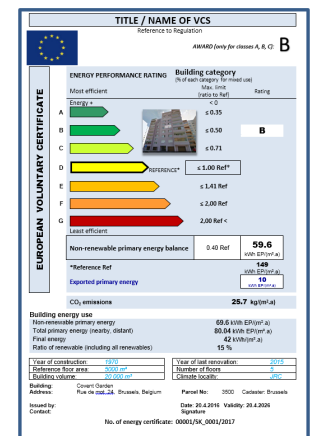 TITLE / NAME OF VCS
Reference to Regulation
AWARD (only for classes A, B, C): B
EUROPEAN VOLUNTARY CERTIFICATE
ENERGY PERFORMANCE RATING
Building category
(% of each category for mixed use)
Most efficient
Max. limit
[ratio to Ref]
Rating
Energy +
< 0
A ≤ 0.35
B ≤ 0.50 B
C ≤ 0.71
D REFERENCE* ≤ 1.00 Ref*
E ≤ 1,41 Ref
F ≤ 2,00 Ref
G 2,00 Ref <
Least efficient
Non-renewable primary energy balance 0.40 Ref 59.6
kWh EP/(m².a)
*Reference Ref 149
kWh EP/(m².a)
Exported primary energy 10
kWh EP/(m².a)
CO₂ emissions 25.7 kg/(m².a)
Building energy use
Non-renewable primary energy 69.6 kWh EP/(m².a)
Total primary energy (nearby, distant) 80.04 kWh EP/(m².a)
Final energy 42 kWh/(m².a)
Ratio of renewable (including all renewables) 15 %
Year of construction: 1970 Year of last renovation: 2015
Reference floor area: 5000 m² Number of floors 5
Building volume: 20 000 m³ Climate locality: JRC
Building: Covent Garden
Address: Rue de mot, 24, Brussels, Belgium Parcel No: 3500 Cadaster: Brussels
Issued by: Date: 20.4.2016 Validity: 20.4.2026
Contact: Signature
No. of energy certificate: 00001/SK_0001/2017